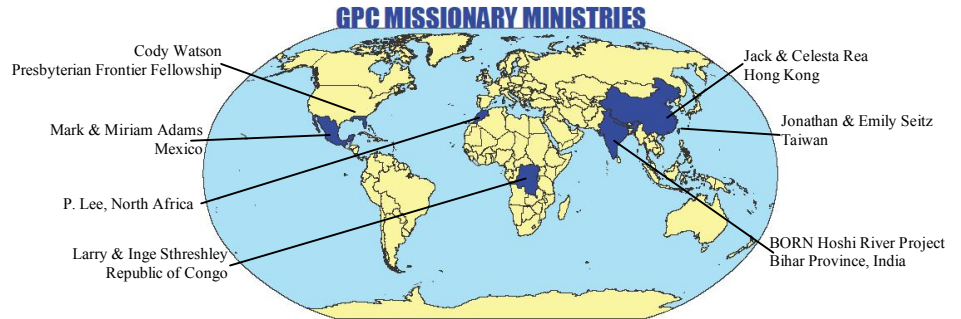 GPC MISSIONARY MINISTRIES
Cody Watson
Presbyterian Frontier Fellowship
Mark & Miriam Adams
Mexico
P. Lee, North Africa
Larry & Inge Sthreshley
Republic of Congo
Jack & Celesta Rea
Hong Kong
Jonathan & Emily Seitz
Taiwan
BORN Hoshi River Project
Bihar Province, India